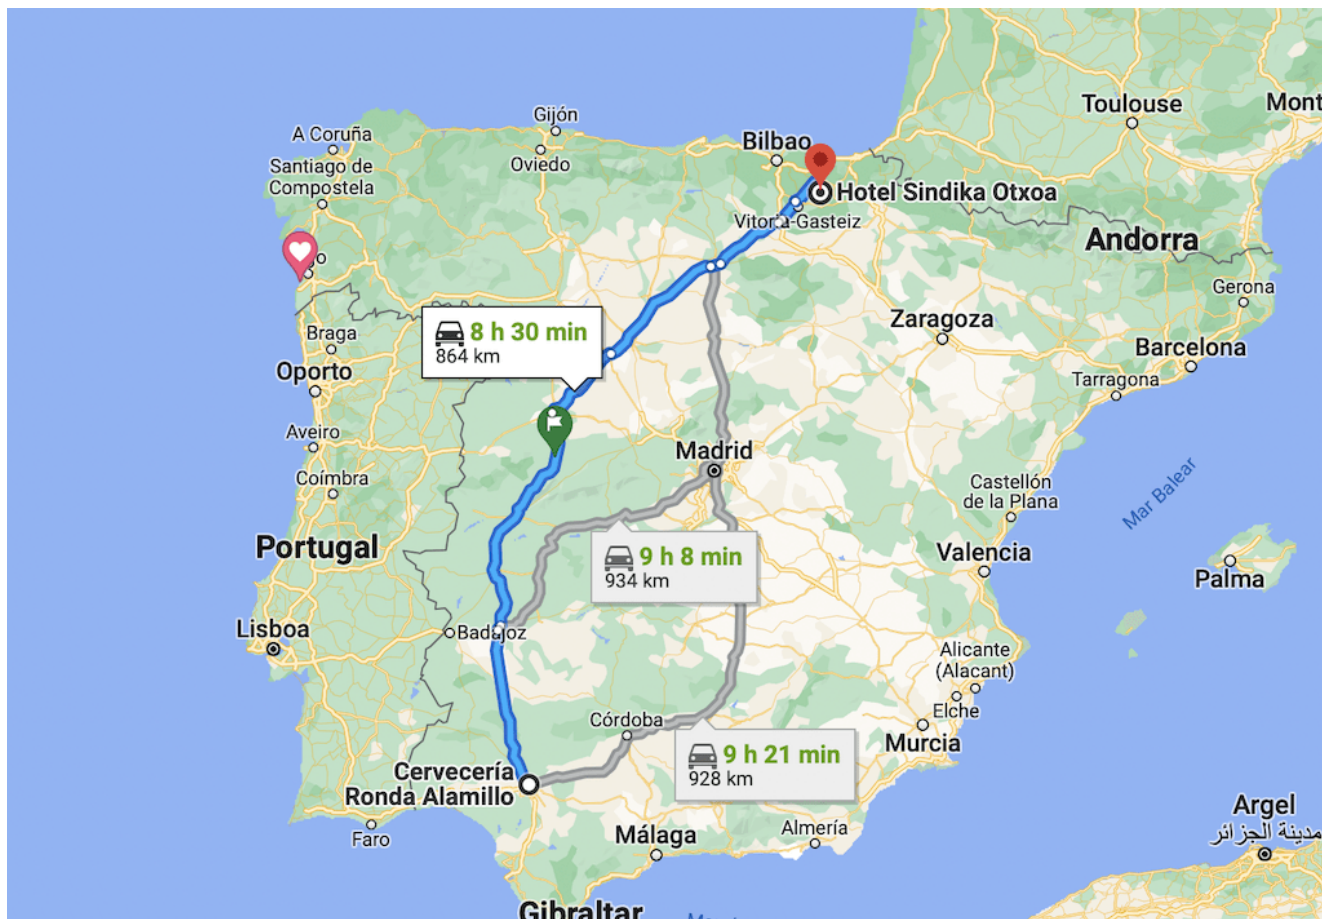 Toulouse
Mont
Gijón
A Coruña
Oviedo
Bilbao
Santiago de
Compostela
Hotel Sindika Otxoa
Vitoria-Gasteiz
Andorra
Gerona
Braga
8 h 30 min
864 km
Zaragoza
Barcelona
Oporto
Tarragona
Aveiro
Madrid
Coímbra
Castellón
de la Plana
Mar Balear
Portugal
9 h 8 min
934 km
Valencia
Palma
Lisboa
Badajoz
Alicante
(Alacant)
Elche
Córdoba
Murcia
9 h 21 min
928 km
Cervecería
Ronda Alamillo
Faro
Málaga
Almería
Argel
مدينة الجزائر
Gibraltar